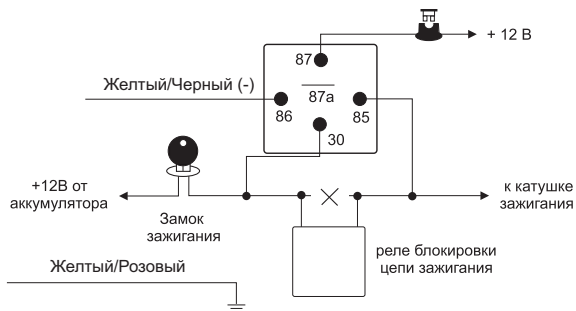 87
+ 12 В
Желтый/Черный (-)
87a
86
85
30
+12В от
аккумулятора
Замок
зажигания
к катушке
зажигания
реле блокировки
цепи зажигания
Желтый/Розовый